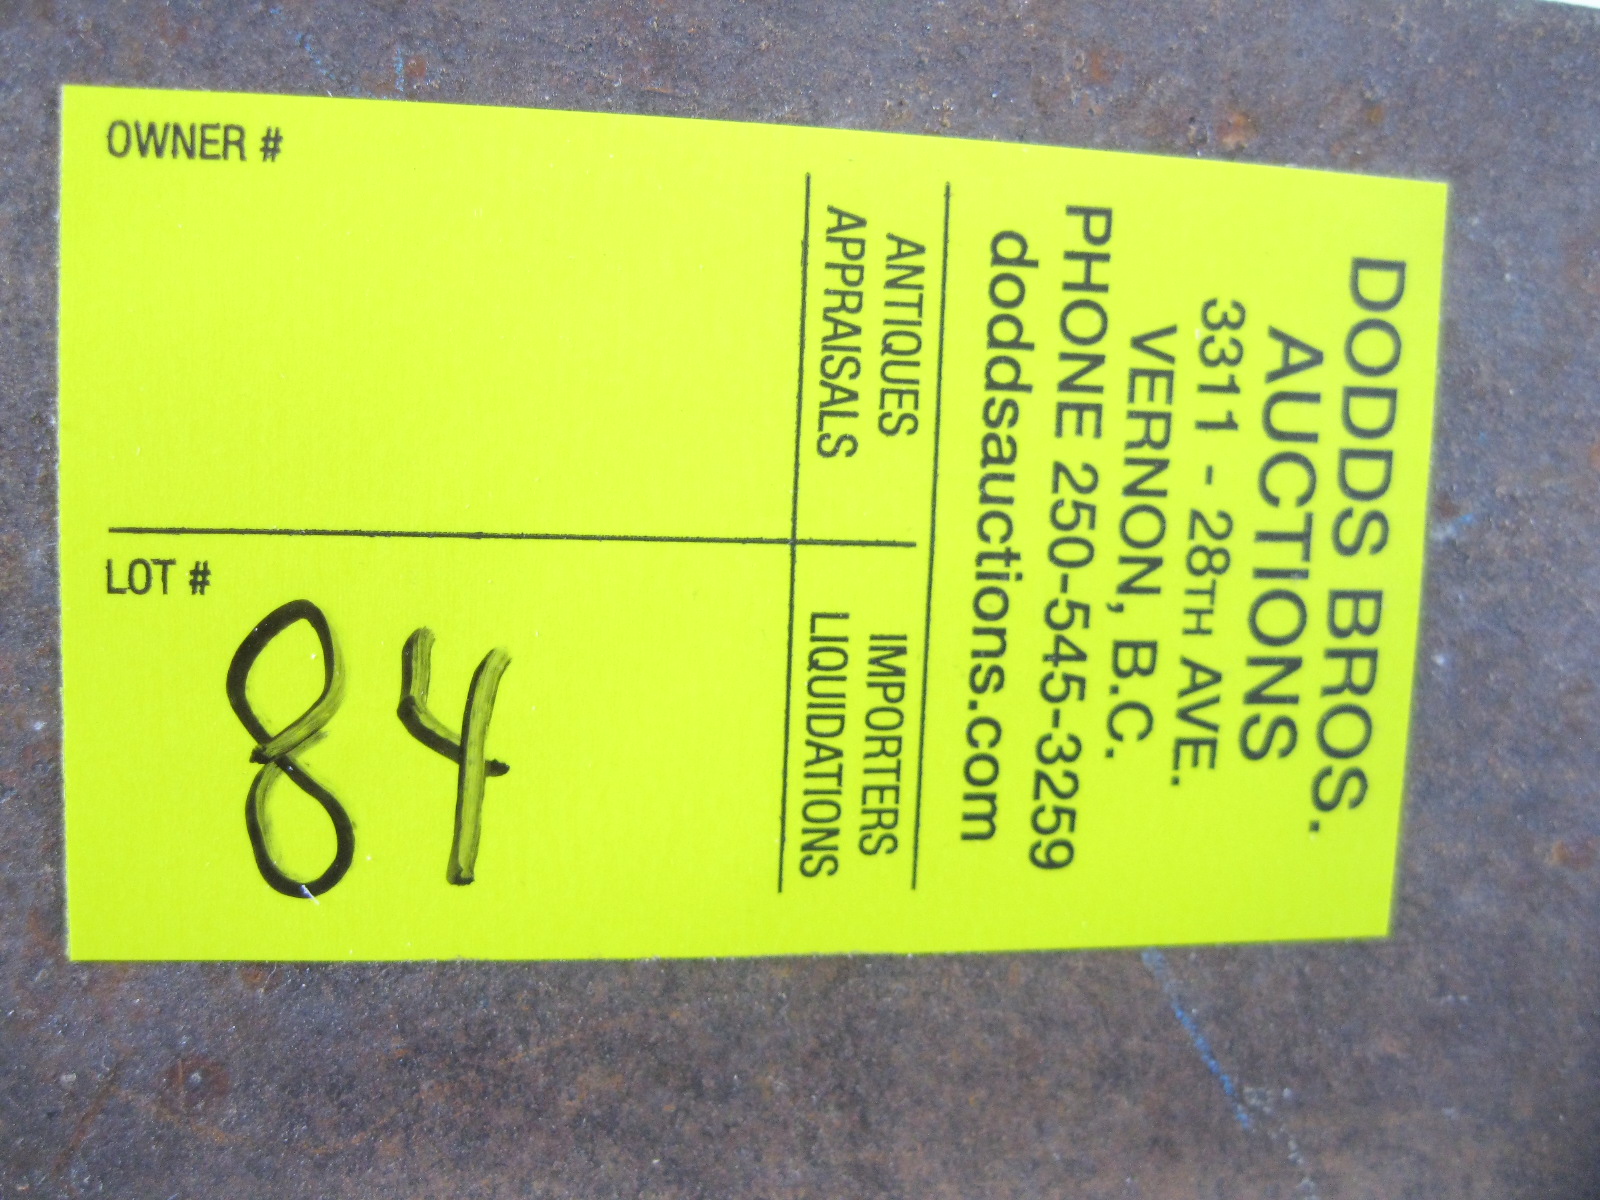 DODDS BROS.
AUCTIONS
3311 - 28TH AVE.
VERNON, B.C.
PHONE 250-545-3259
doddsauctions.com
ANTIQUES
APPRAISALS
IMPORTERS
LIQUIDATIONS
OWNER #
LOT #
84